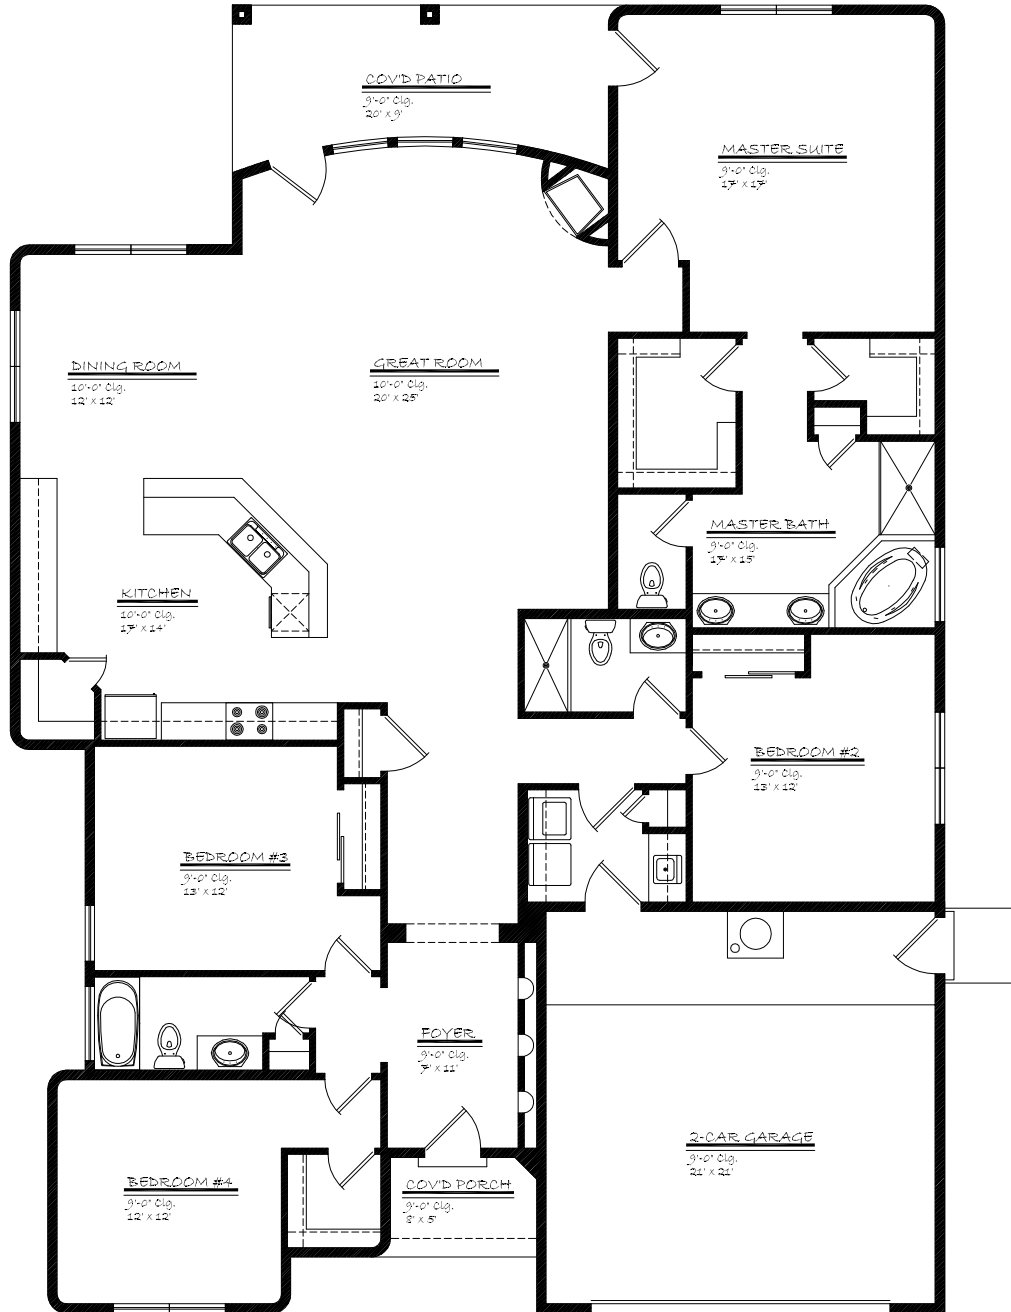 COV'D PATIO
9'-0" Clg.
20' x 9'
MASTER SUITE
9'-0" Clg.
17' x 17'
DINING ROOM
10'-0" Clg.
12' x 12'
GREAT ROOM
10'-0" Clg.
20' x 25'
MASTER BATH
9'-0" Clg.
17' x 15'
KITCHEN
10'-0" Clg.
17' x 14'
BEDROOM #2
9'-0" Clg.
13' x 12'
BEDROOM #3
9'-0" Clg.
13' x 12'
FOYER
9'-0" Clg.
7' x 11'
2-CAR GARAGE
9'-0" Clg.
21' x 21'
BEDROOM #4
9'-0" Clg.
12' x 12'
COV'D PORCH
9'-0" Clg.
8' x 5'